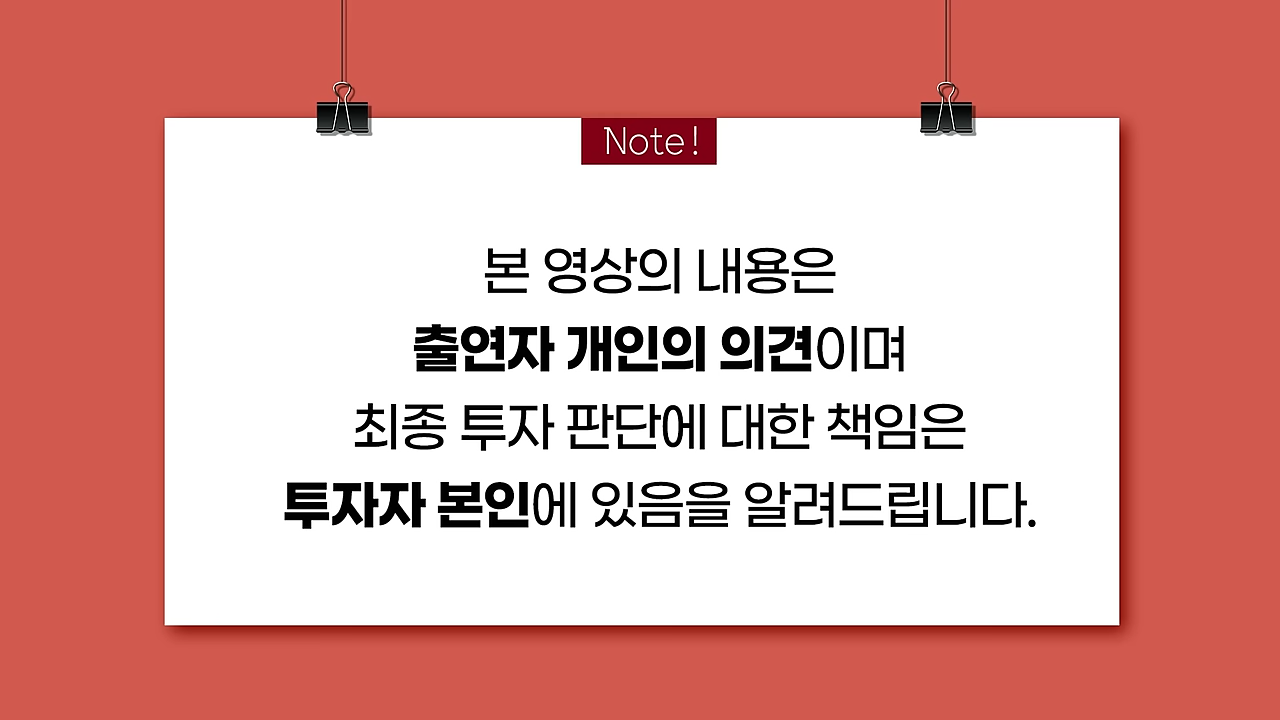 Note!
본 영상의 내용은
출연자 개인의 의견이며
최종 투자 판단에 대한 책임은
투자자 본인에 있음을 알려드립니다.